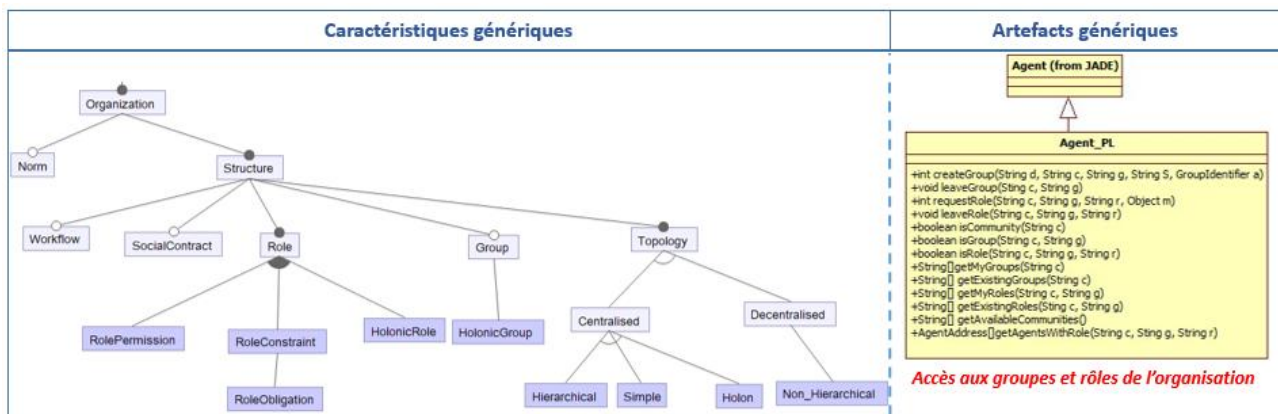 Caractéristiques génériques
Artefacts génériques
Organization
Norm
Structure
Workflow
SocialContract
Role
Group
Topology
RolePermission
RoleConstraint
HolonicRole
HolonicGroup
Centralised
Decentralised
RoleObligation
Hierarchical
Simple
Holon
Non_Hierarchical
Agent (from JADE)
Agent_PL
+int createGroup(String d, String c, String g, String S, GroupIdentifier a)
+void leaveGroup(Sting c, String g)
+int requestRole(String c, String g, String r, Object m)
+void leaveRole(String c, String g, String r)
+boolean isCommunity(String c)
+boolean isGroup(String c, String g)
+boolean isRole(String c, String g, String r)
+String[]getMyGroups(String c)
+String[] getExistingGroups(String c)
+String[] getMyRoles(String c, String g)
+String[] getExistingRoles(Sting c, String g)
+String[] getAvailableCommunities()
+AgentAddress[]getAgentsWithRole(String c, Sting g, String r)
Accès aux groupes et rôles de l'organisation